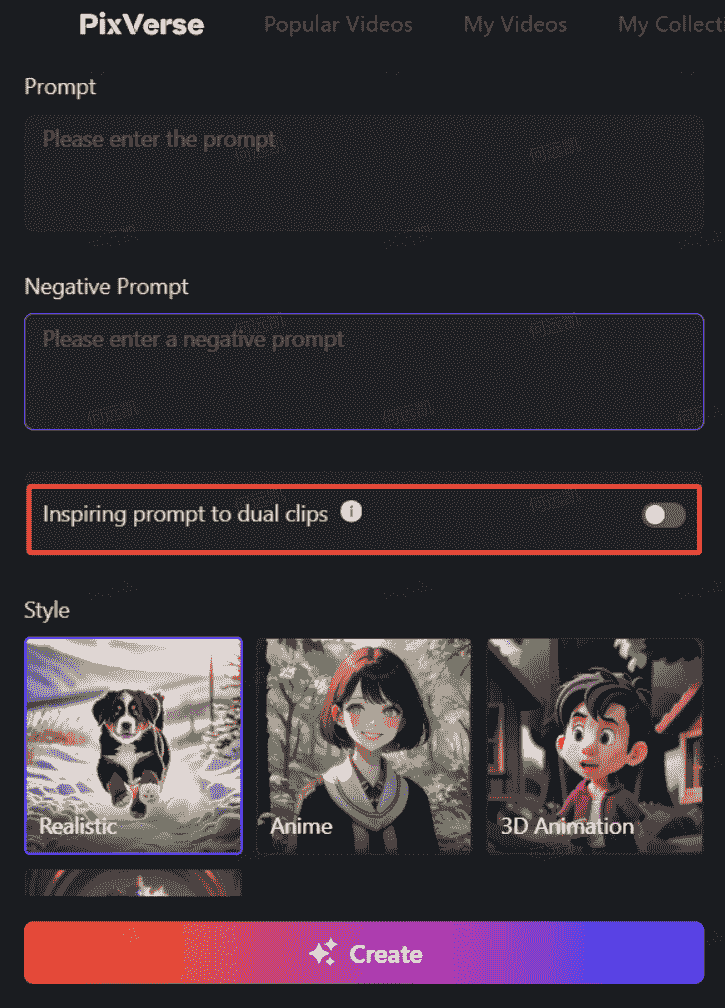 PixVerse Popular Videos My Videos My Collecti
Prompt
Please enter the prompt
Negative Prompt
Please enter a negative prompt
Inspiring prompt to dual clips
Style
Realistic Anime 3D Animation
Create